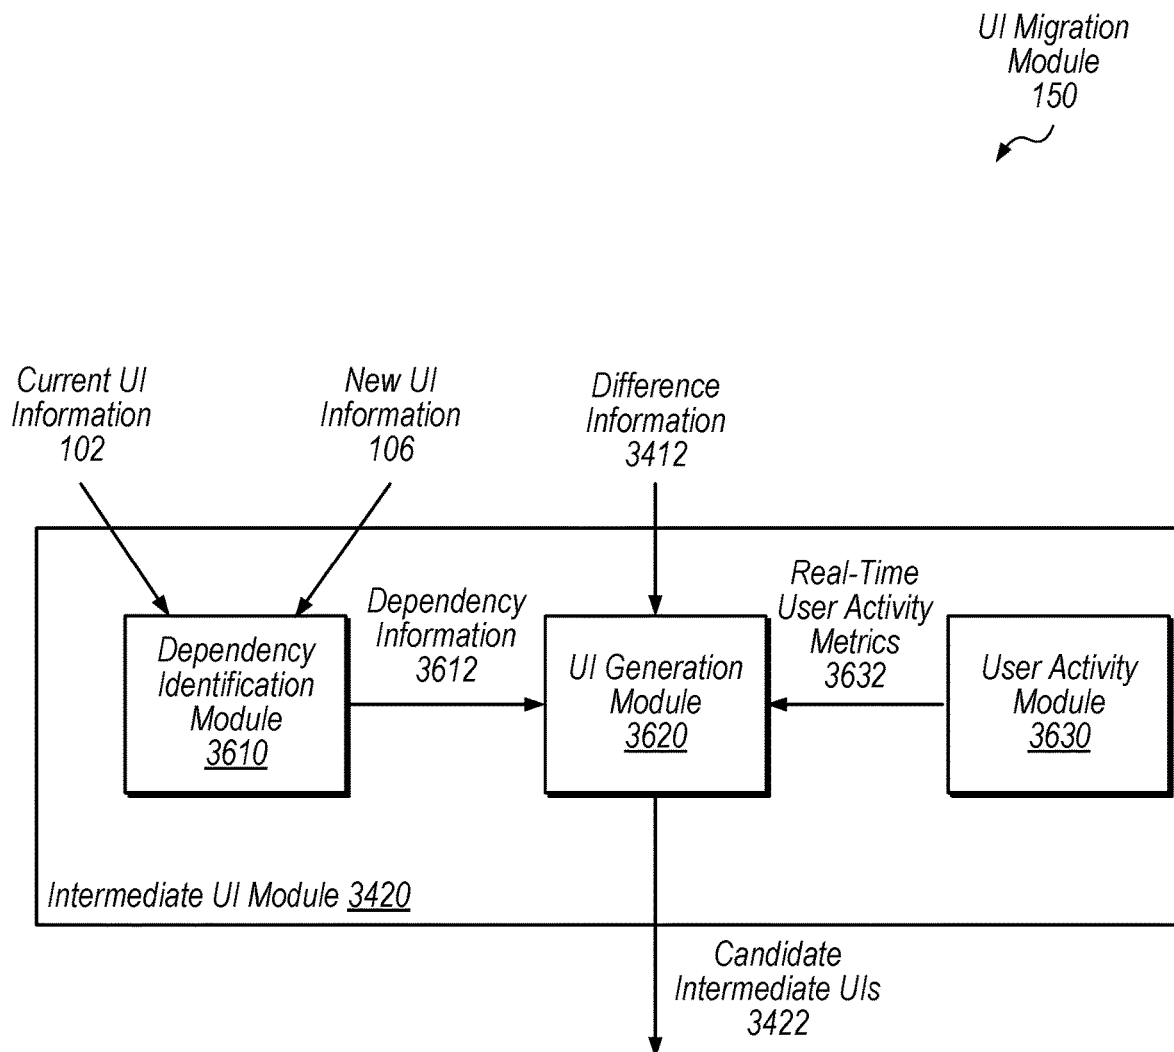 UI Migration
Module
150
Current UI
Information
102
New UI
Information
106
Difference
Information
3412
Dependency
Identification
Module
3610
Dependency
Information
3612
UI Generation
Module
3620
Real-Time
User Activity
Metrics
3632
User Activity
Module
3630
Intermediate UI Module 3420
Candidate
Intermediate UIs
3422